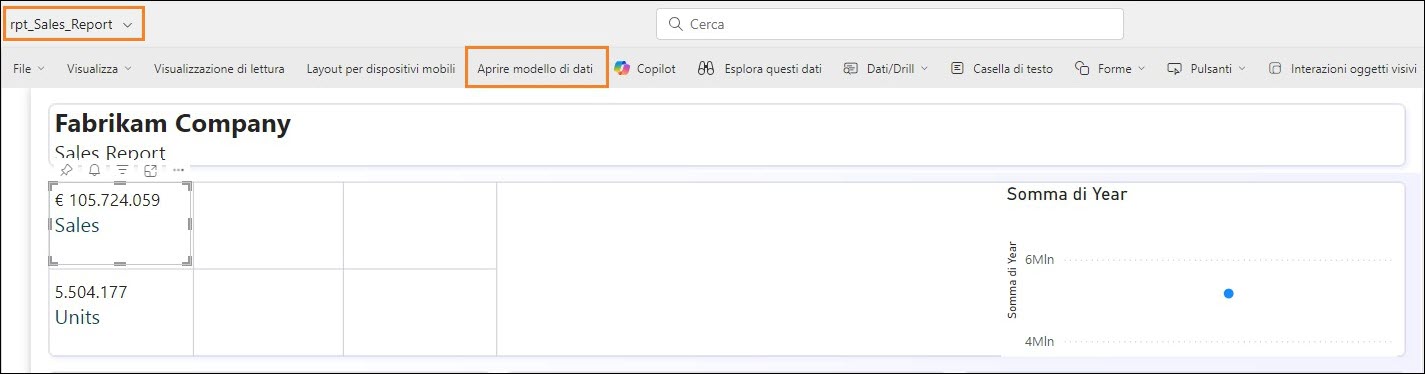 rpt_Sales_Report
Cerca
File Visualizza Visualizzazione di lettura Layout per dispositivi mobili Aprire modello di dati Copilot Esplora questi dati Dati/Drill Casella di testo Forme Pulsanti Interazioni oggetti visivi
Fabrikam Company
Sales Report
€ 105.724.059
Sales
5.504.177
Units
Somma di Year
Somma di Year
6Mln
4Mln